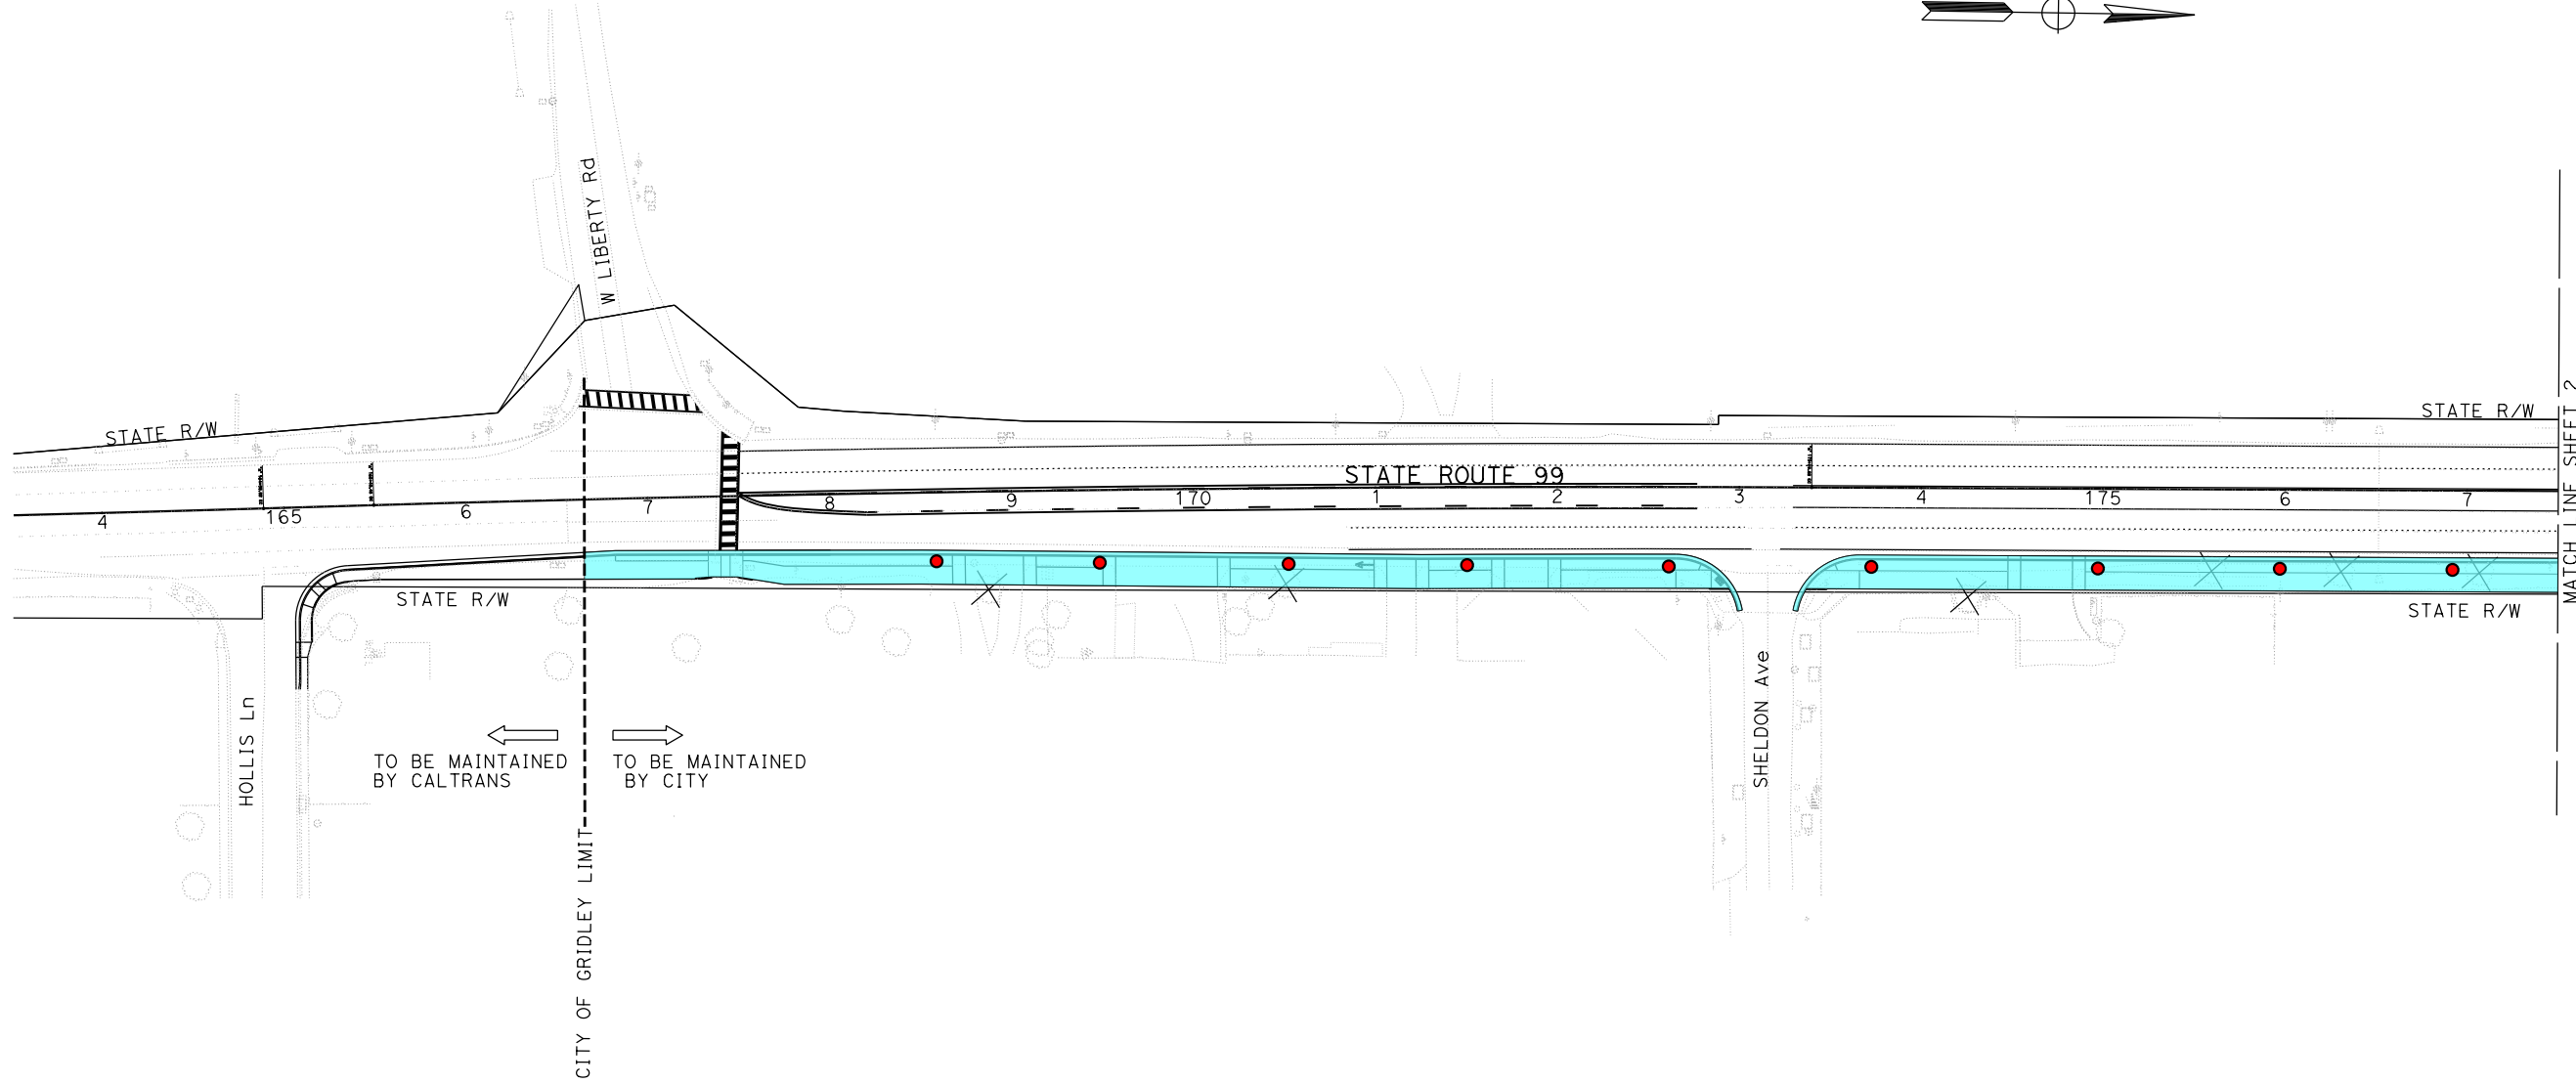 W LIBERTY Rd
STATE R/W
STATE R/W
STATE ROUTE 99
4
165
6
7
8
9
170
1
2
3
4
175
6
7
MATCH LINE SHEET 2
STATE R/W
STATE R/W
HOLLIS Ln
SHELDON Ave
TO BE MAINTAINED
BY CALTRANS
TO BE MAINTAINED
BY CITY
CITY OF GRIDLEY LIMIT